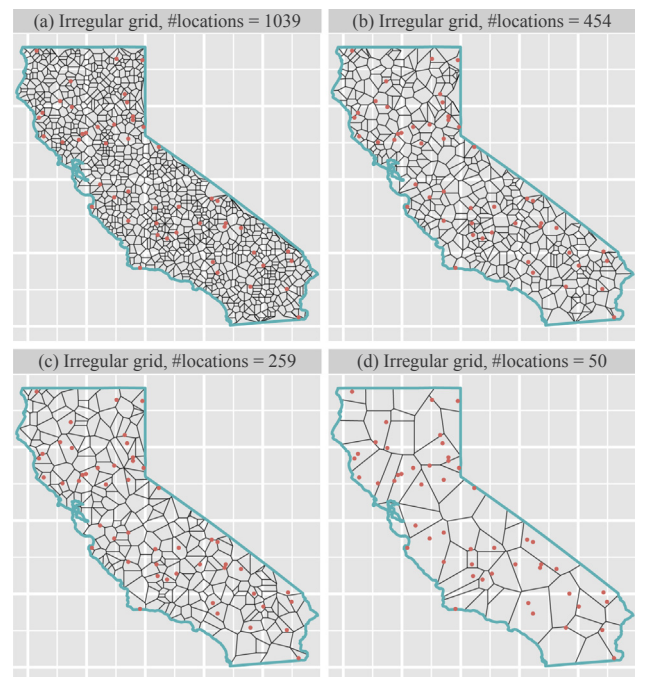 (a) Irregular grid, #locations = 1039
(b) Irregular grid, #locations = 454
(c) Irregular grid, #locations = 259
(d) Irregular grid, #locations = 50